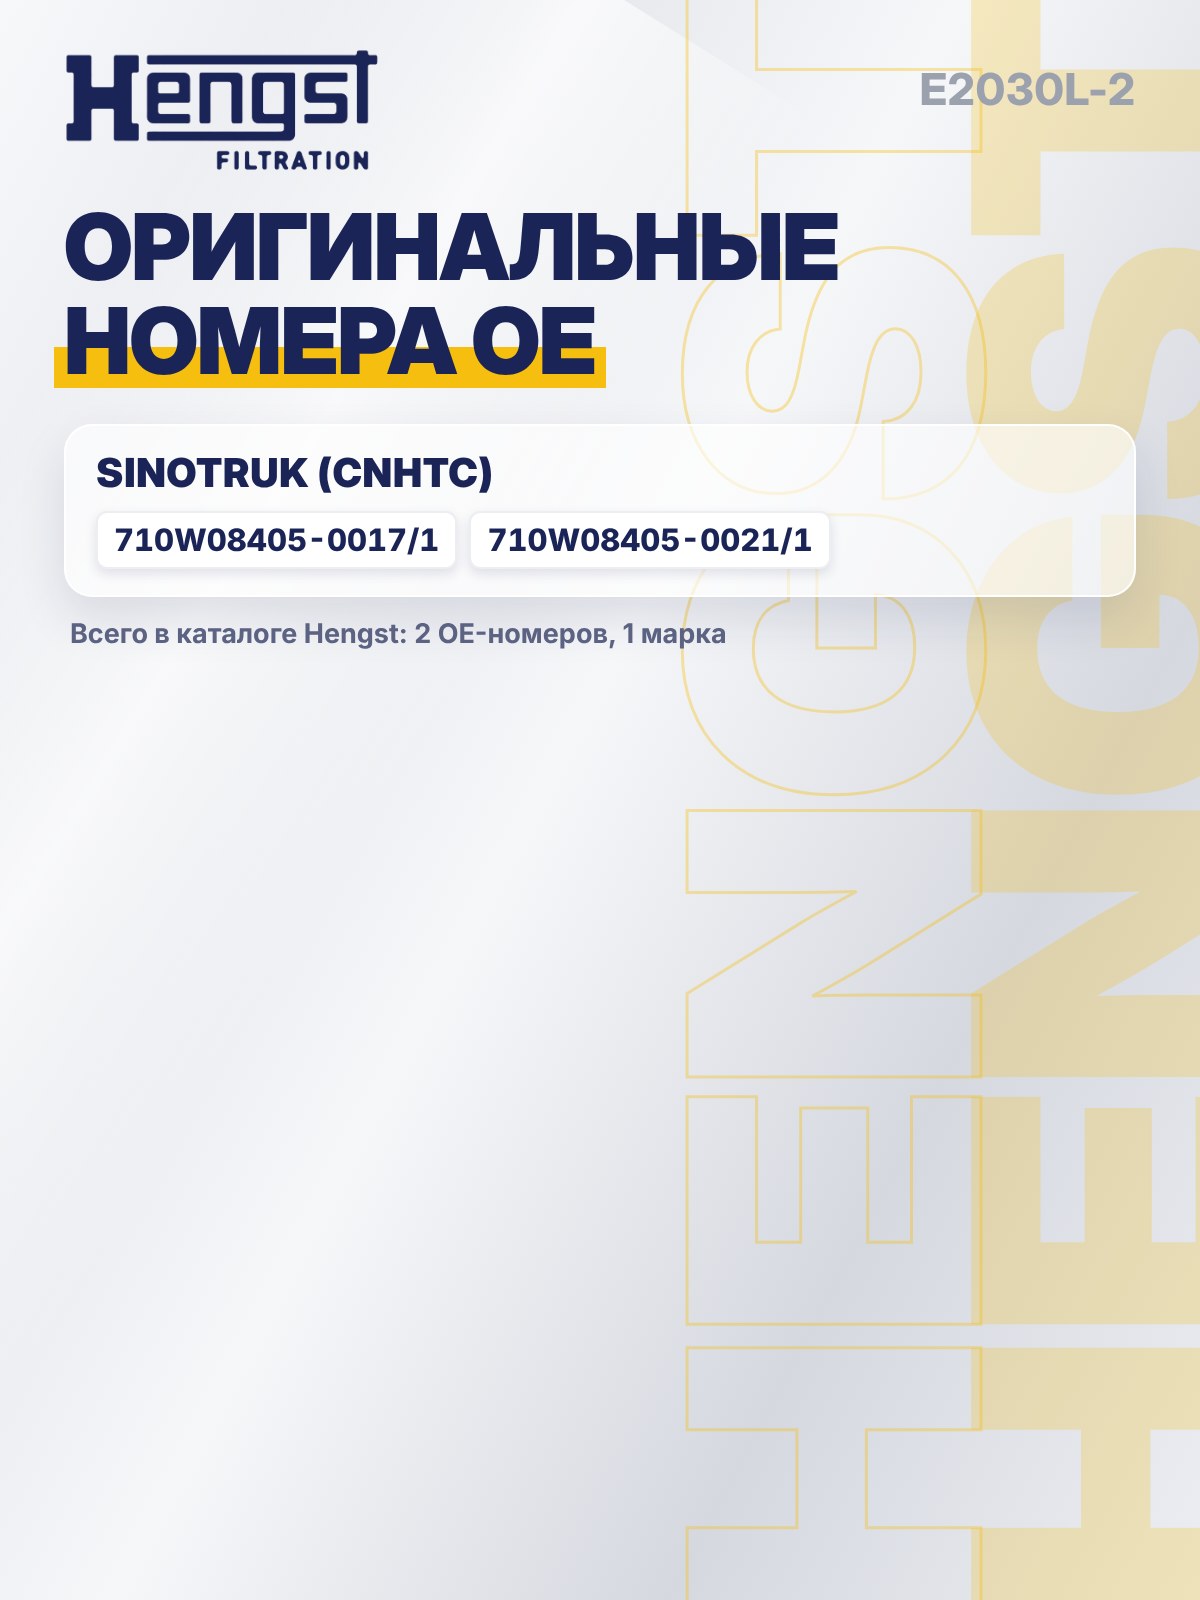 Hengst
FILTRATION
E2030L-2
ОРИГИНАЛЬНЫЕ
НОМЕРА ОЕ
SINOTRUK (CNHTC)
710W08405-0017/1 710W08405-0021/1
Всего в каталоге Hengst: 2 ОЕ-номеров, 1 марка
HENGST
HENGST